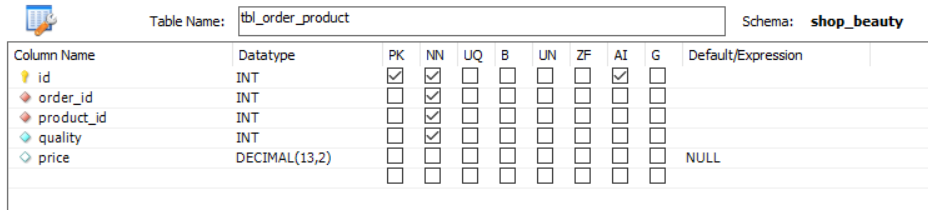 Table Name: tbl_order_product Schema: shop_beauty
Column Name Datatype PK NN UQ B UN ZF AI G Default/Expression
id INT
order_id INT
product_id INT
quality INT
price DECIMAL(13,2) NULL